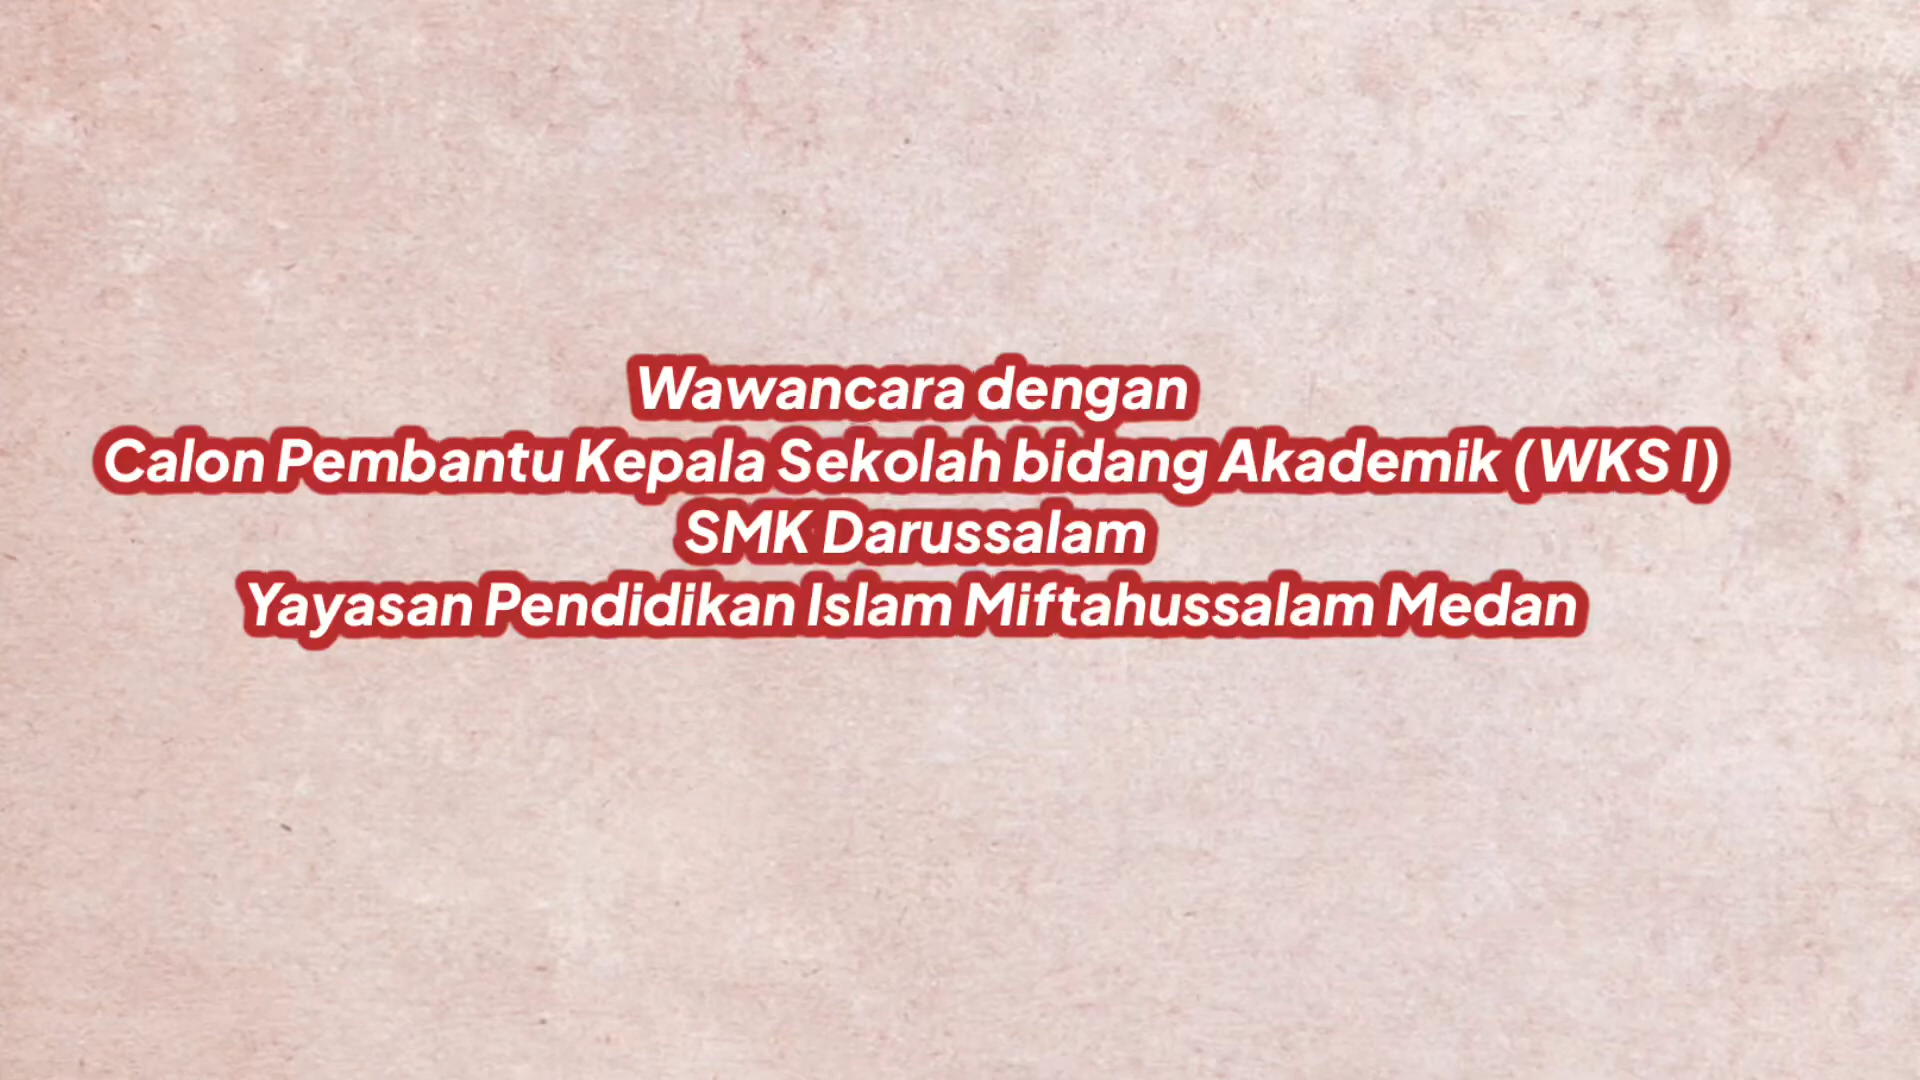 Wawancara dengan
Calon Pembantu Kepala Sekolah bidang Akademik (WKS I)
SMK Darussalam
Yayasan Pendidikan Islam Miftahussalam Medan